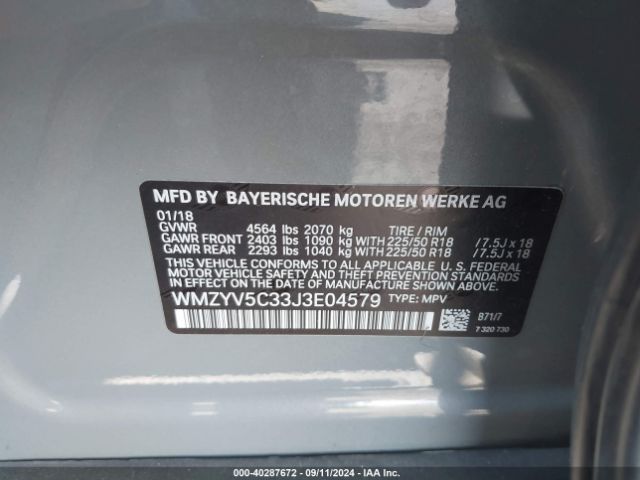 MFD BY BAYERISCHE MOTOREN WERKE AG
01/18
GVWR 4564 lbs 2070 kg TIRE / RIM
GAWR FRONT 2403 lbs 1090 kg WITH 225/50 R18 / 7.5J x 18
GAWR REAR 2293 lbs 1040 kg WITH 225/50 R18 / 7.5J x 18
THIS VEHICLE CONFORMS TO ALL APPLICABLE U.S. FEDERAL
MOTOR VEHICLE SAFETY, BUMPER, AND THEFT PREVENTION
STANDARDS IN EFFECT ON THE DATE OF MANUFACTURE SHOWN ABOVE.
WMZYV5C33J3E04579 TYPE: MPV
B71/7
7 320 730
000-40287672 - 09/11/2024 - IAA Inc.